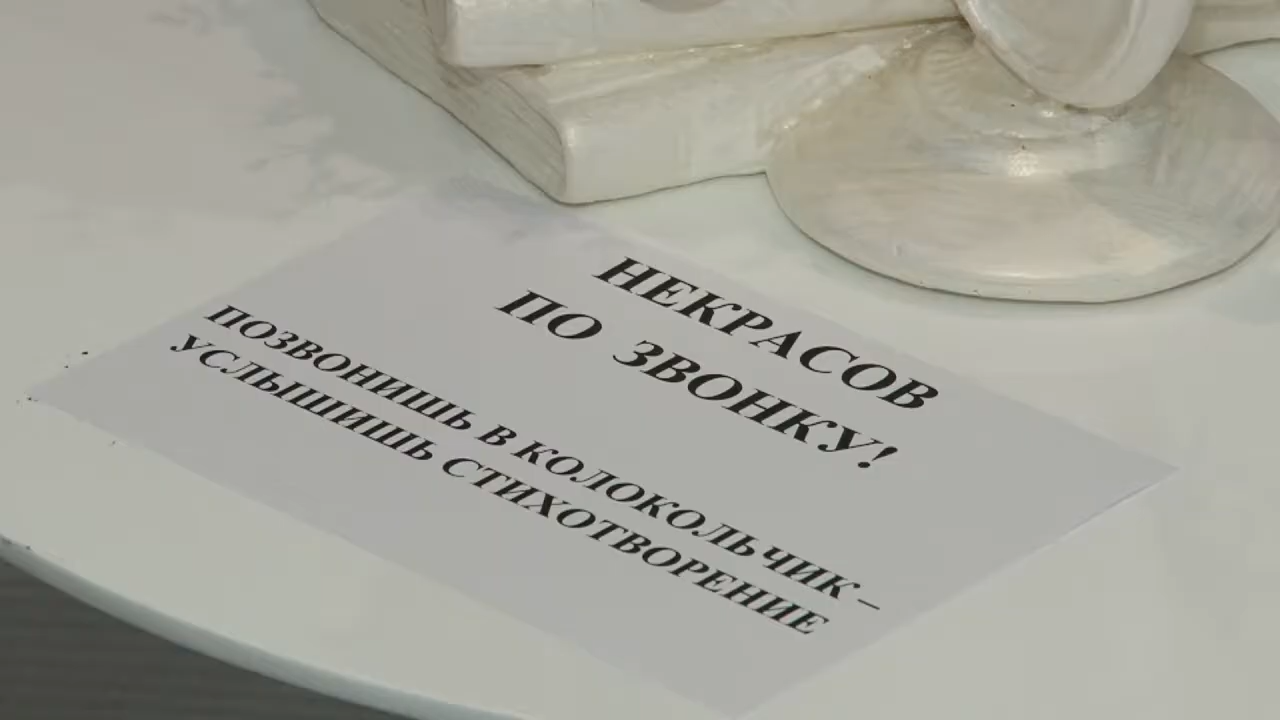 НЕКРАСОВ
ПО ЗВОНКУ!
ПОЗВОНИШЬ В КОЛОКОЛЬЧИК –
УСЛЫШИШЬ СТИХОТВОРЕНИЕ